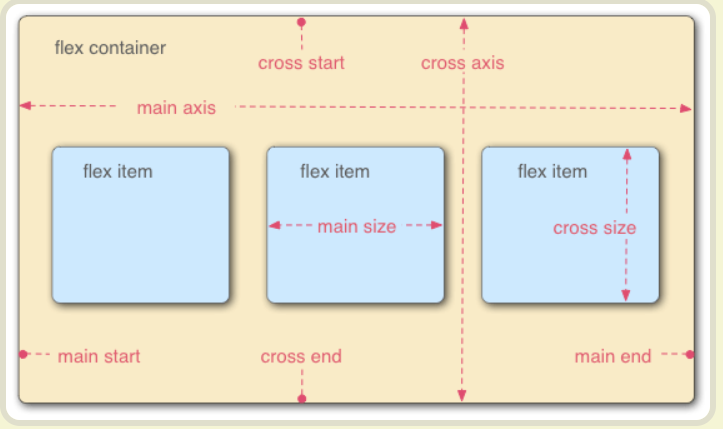 flex container
cross start
cross axis
main axis
flex item
flex item
flex item
main size
cross size
main start
cross end
main end